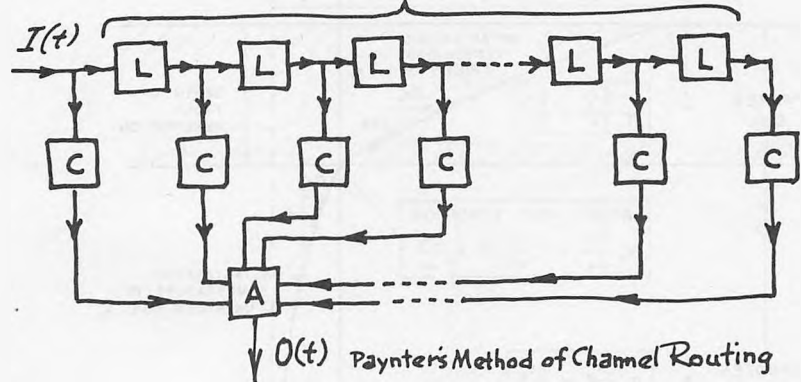 I(t)
L L L L L
C C C C C C
A
O(t) Paynter's Method of Channel Routing